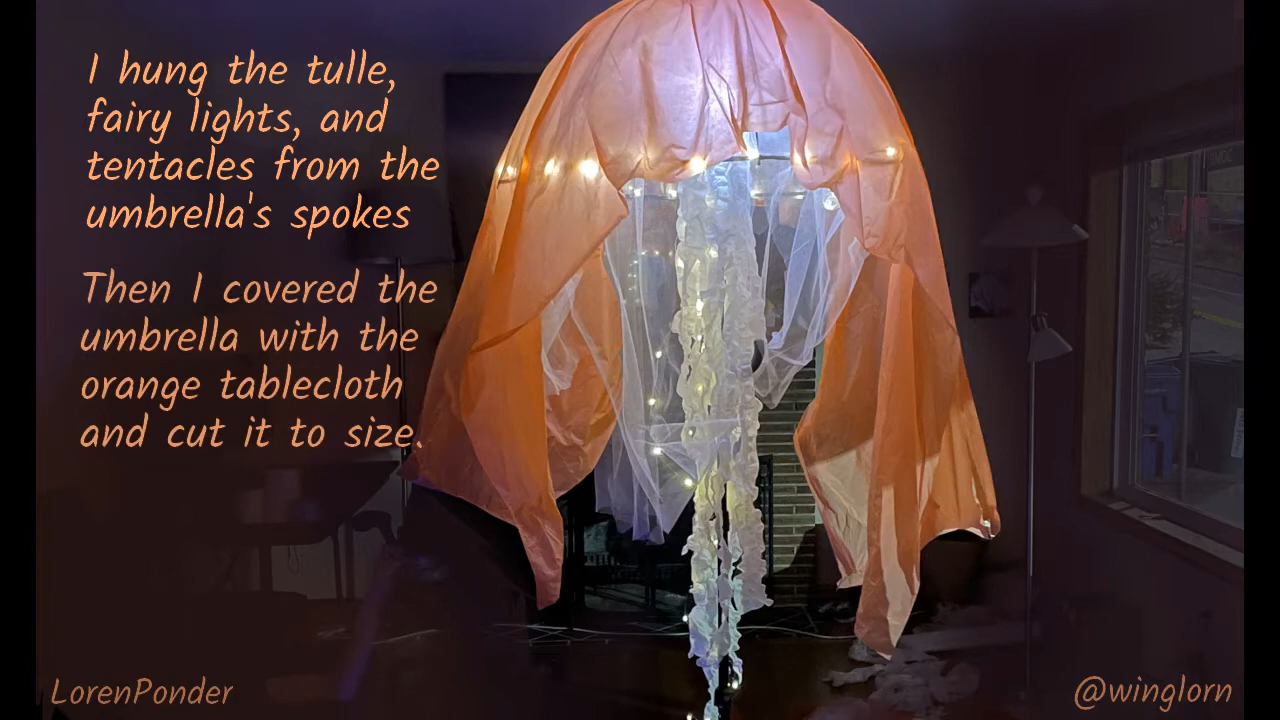 I hung the tulle,
fairy lights, and
tentacles from the
umbrella's spokes
Then I covered the
umbrella with the
orange tablecloth
and cut it to size.
LorenPonder
@winglorn